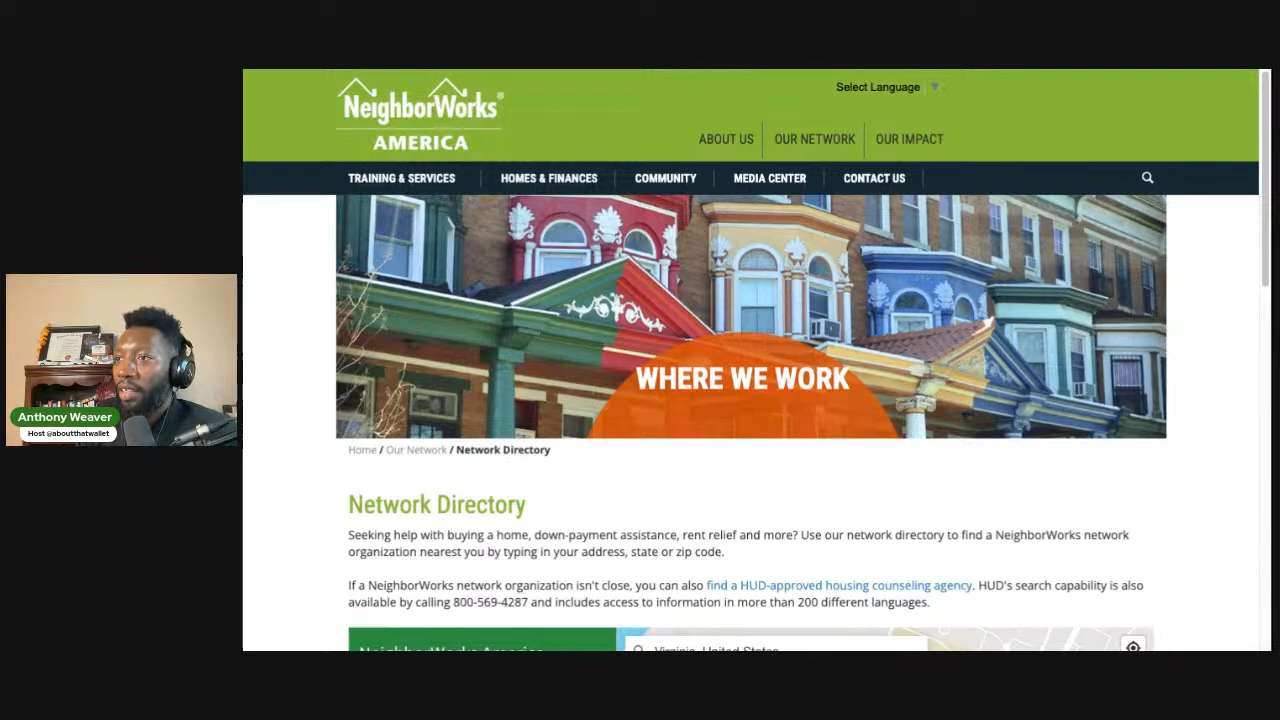 NeighborWorks®
AMERICA
Select Language ▼
ABOUT US
OUR NETWORK
OUR IMPACT
TRAINING & SERVICES
HOMES & FINANCES
COMMUNITY
MEDIA CENTER
CONTACT US
WHERE WE WORK
Anthony Weaver
Host @aboutthatwallet
Home / Our Network / Network Directory
Network Directory
Seeking help with buying a home, down-payment assistance, rent relief and more? Use our network directory to find a NeighborWorks network
organization nearest you by typing in your address, state or zip code.
If a NeighborWorks network organization isn't close, you can also find a HUD-approved housing counseling agency. HUD's search capability is also
available by calling 800-569-4287 and includes access to information in more than 200 different languages.
NeighborWorks America
Virginia, United States